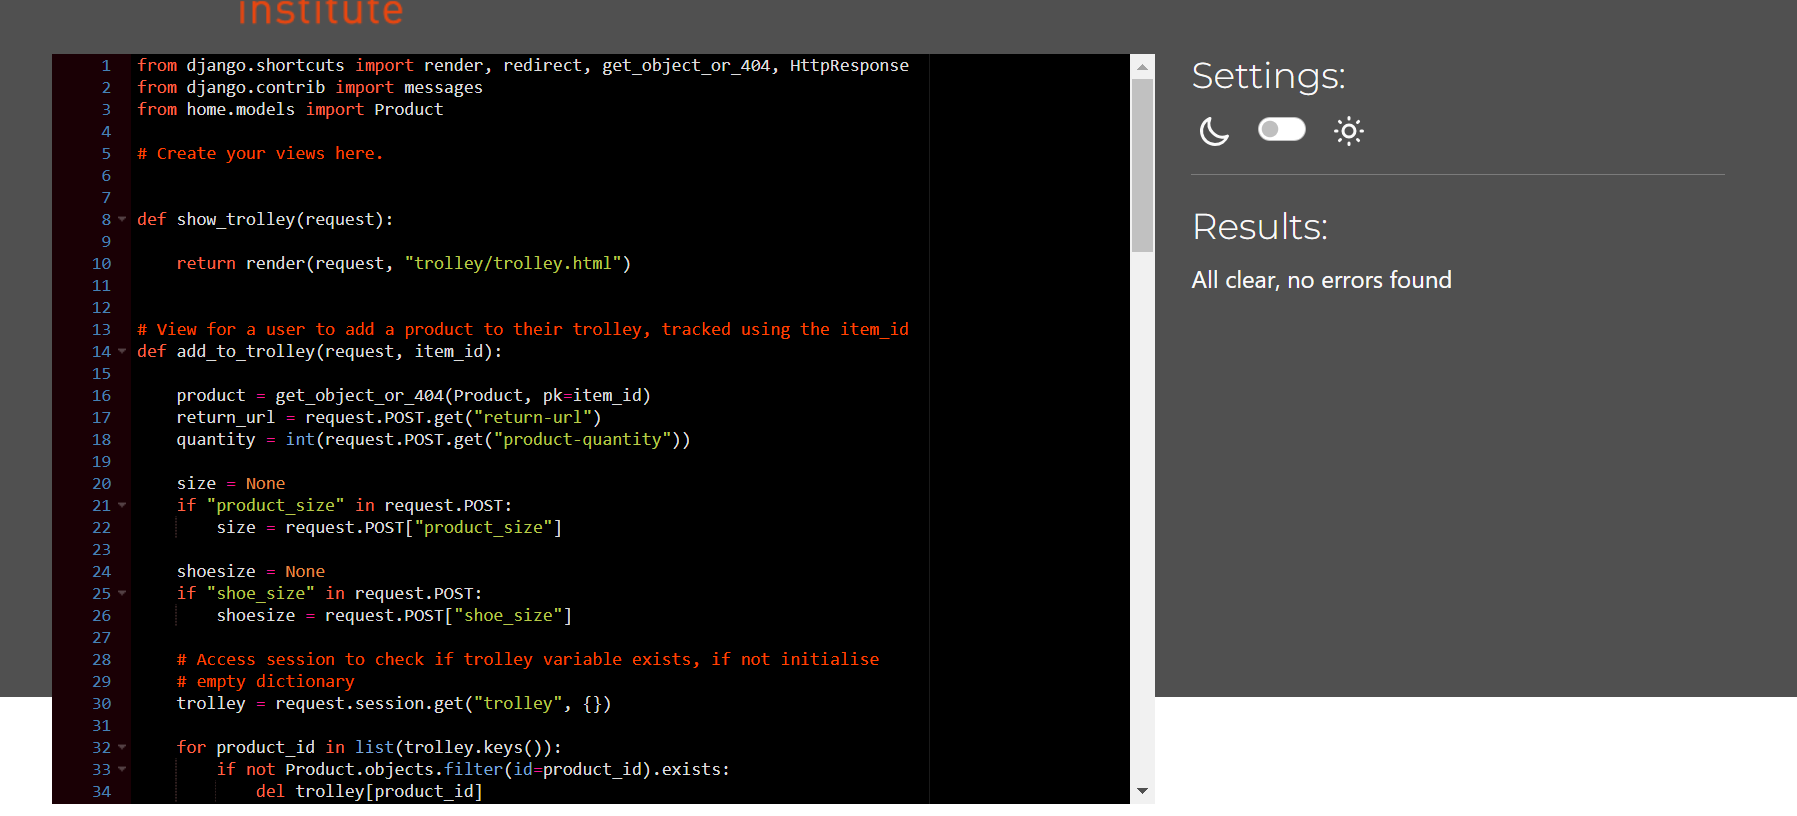 institute
1 from django.shortcuts import render, redirect, get_object_or_404, HttpResponse
2 from django.contrib import messages
3 from home.models import Product
4
5 # Create your views here.
6
7
8 def show_trolley(request):
9
10     return render(request, "trolley/trolley.html")
11
12
13 # View for a user to add a product to their trolley, tracked using the item_id
14 def add_to_trolley(request, item_id):
15
16     product = get_object_or_404(Product, pk=item_id)
17     return_url = request.POST.get("return-url")
18     quantity = int(request.POST.get("product-quantity"))
19
20     size = None
21     if "product_size" in request.POST:
22         size = request.POST["product_size"]
23
24     shoesize = None
25     if "shoe_size" in request.POST:
26         shoesize = request.POST["shoe_size"]
27
28     # Access session to check if trolley variable exists, if not initialise
29     # empty dictionary
30     trolley = request.session.get("trolley", {})
31
32     for product_id in list(trolley.keys()):
33         if not Product.objects.filter(id=product_id).exists:
34             del trolley[product_id]
Settings:
Results:
All clear, no errors found